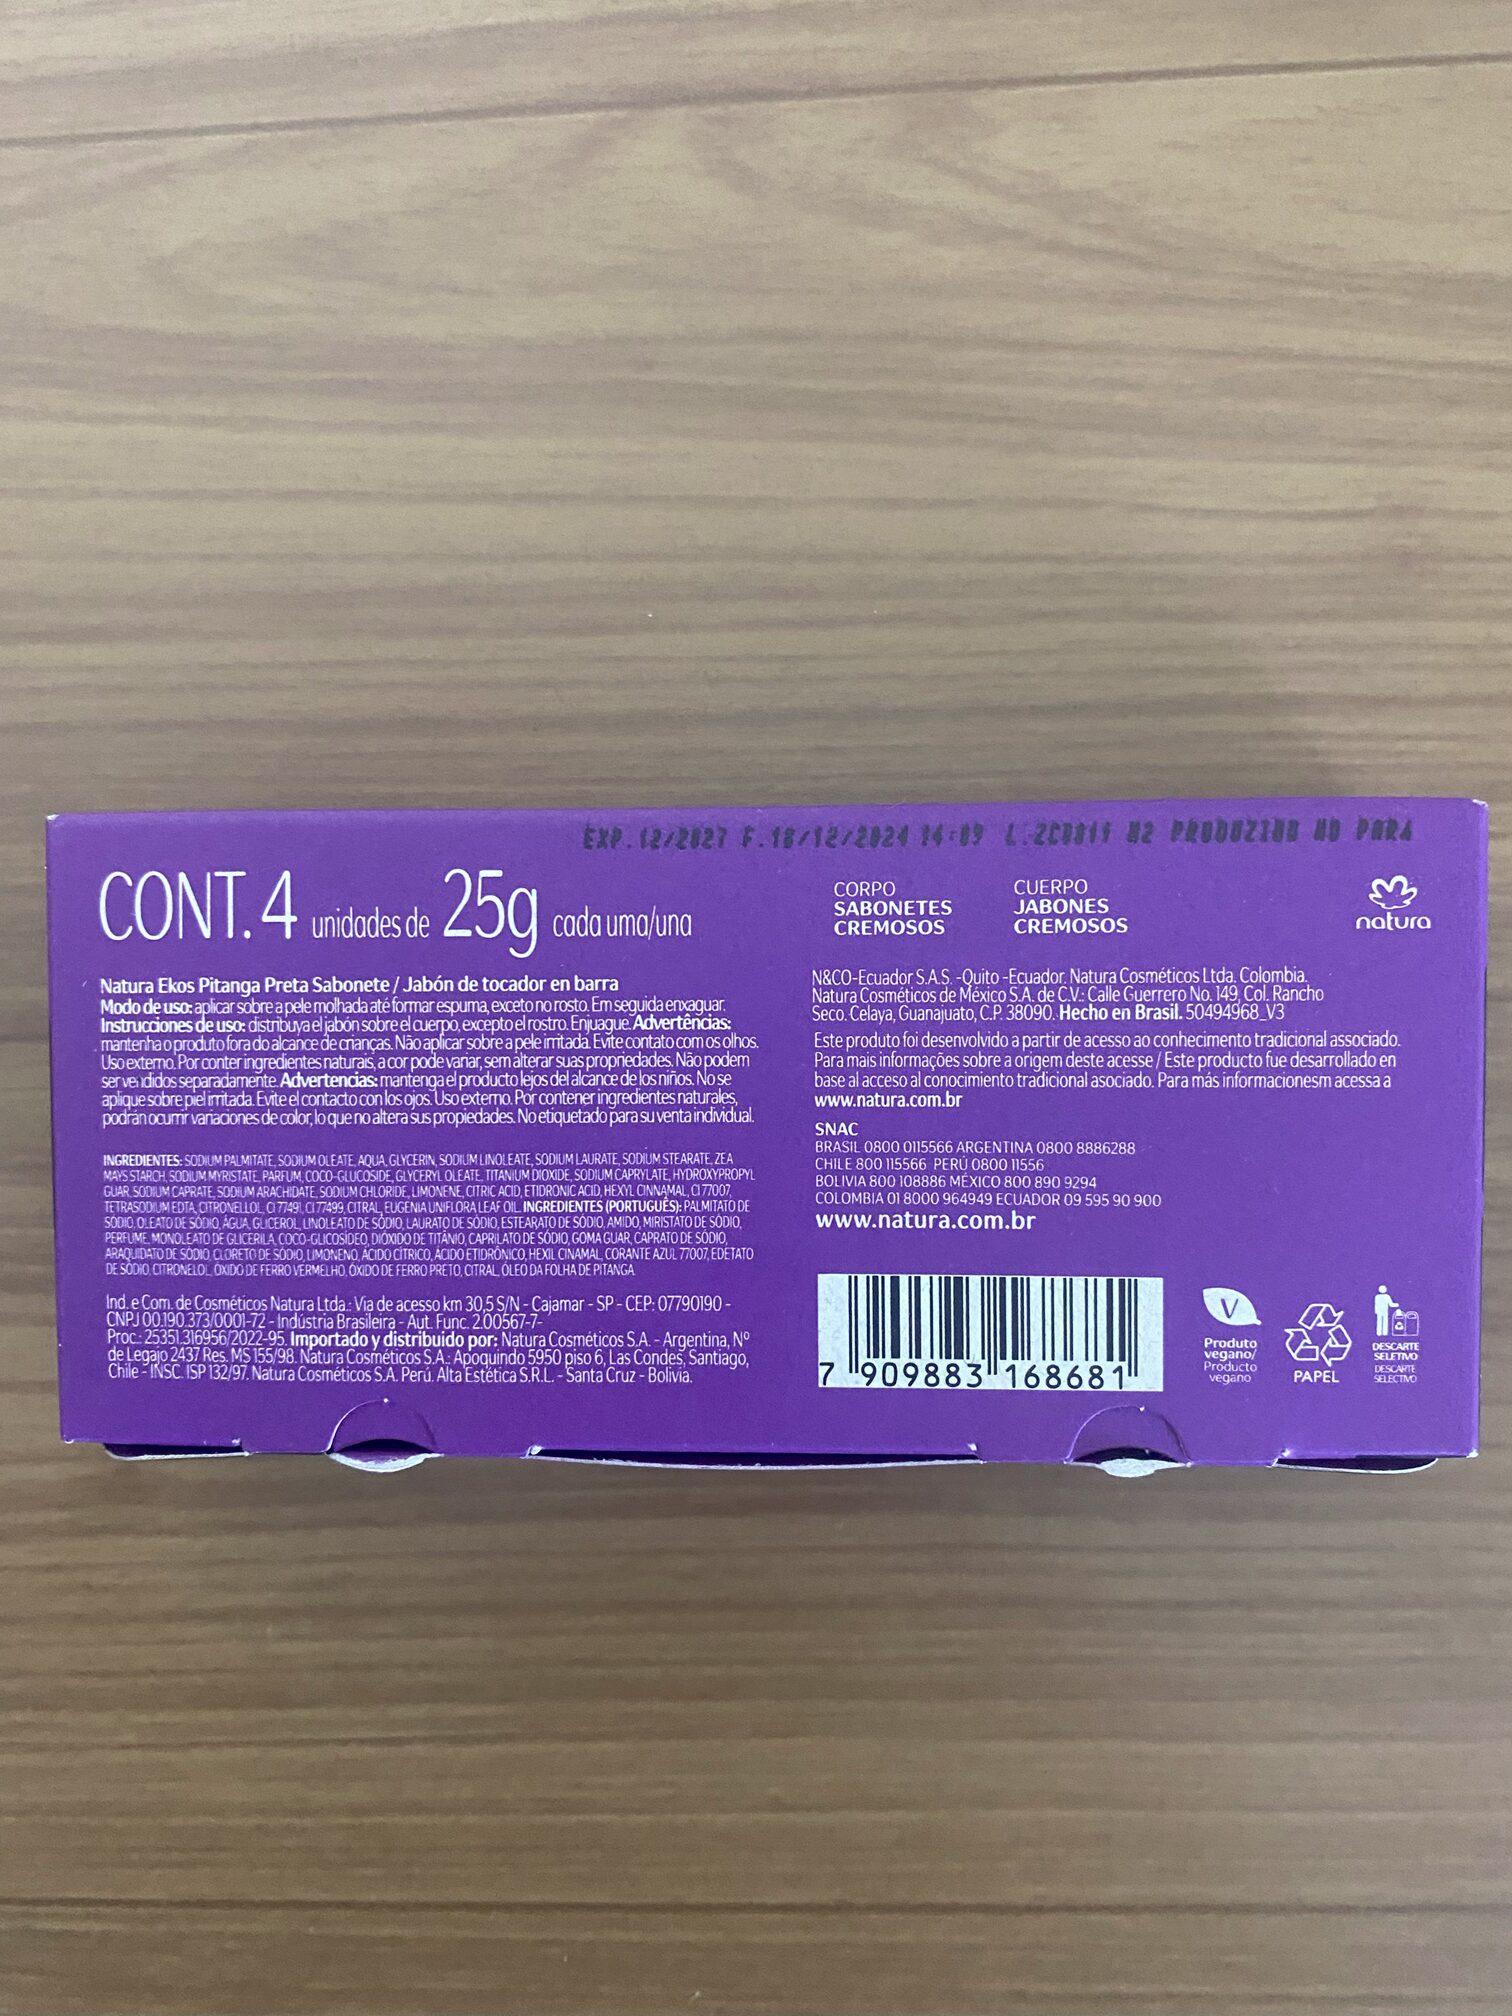 EXP. 12/2027 F. 18/12/2024 14:09 L. 2C0811 N2 PRODUZIDO NO PARA
CONT. 4 unidades de 25g cada uma/una
Natura Ekos Pitanga Preta Sabonete / Jabón de tocador en barra
Modo de uso: aplicar sobre a pele molhada até formar espuma, exceto no rosto. Em seguida enxaguar.
Instrucciones de uso: distribuya el jabón sobre el cuerpo, excepto el rostro. Enjuague. Advertências:
mantenha o produto fora do alcance de crianças. Não aplicar sobre a pele irritada. Evite contato com os olhos.
Uso externo. Por conter ingredientes naturais, a cor pode variar, sem alterar suas propriedades. Não podem
ser vendidos separadamente. Advertencias: mantenga el producto lejos del alcance de los niños. No se
aplique sobre piel irritada. Evite el contacto con los ojos. Uso externo. Por contener ingredientes naturales,
podrán ocurrir variaciones de color, lo que no altera sus propiedades. No etiquetado para su venta individual.
INGREDIENTES: SODIUM PALMITATE, SODIUM OLEATE, AQUA, GLYCERIN, SODIUM LINOLEATE, SODIUM LAURATE, SODIUM STEARATE, ZEA
MAYS STARCH, SODIUM MYRISTATE, PARFUM, COCO-GLUCOSIDE, GLYCERYL OLEATE, TITANIUM DIOXIDE, SODIUM CAPRYLATE, HYDROXYPROPYL
GUAR, SODIUM CAPRATE, SODIUM ARACHIDATE, SODIUM CHLORIDE, LIMONENE, CITRIC ACID, ETIDRONIC ACID, HEXYL CINNAMAL, CI 77007,
TETRASODIUM EDTA, CITRONELLOL, CI 77491, CI 77499, CITRAL, EUGENIA UNIFLORA LEAF OIL. INGREDIENTES (PORTUGUÊS): PALMITATO DE
SÓDIO, OLEATO DE SÓDIO, ÁGUA, GLICEROL, LINOLEATO DE SÓDIO, LAURATO DE SÓDIO, ESTEARATO DE SÓDIO, AMIDO, MIRISTATO DE SÓDIO,
PERFUME, MONOLEATO DE GLICERILA, COCO-GLICOSÍDEO, DIÓXIDO DE TITÂNIO, CAPRILATO DE SÓDIO, GOMA GUAR, CAPRATO DE SÓDIO,
ARAQUIDATO DE SÓDIO, CLORETO DE SÓDIO, LIMONENO, ÁCIDO CÍTRICO, ÁCIDO ETIDRÔNICO, HEXIL CINAMAL, CORANTE AZUL 77007, EDETATO
DE SÓDIO, CITRONELOL, ÓXIDO DE FERRO VERMELHO, ÓXIDO DE FERRO PRETO, CITRAL, ÓLEO DA FOLHA DE PITANGA.
Ind. e Com. de Cosméticos Natura Ltda.: Via de acesso km 30,5 S/N - Cajamar - SP - CEP: 07790190 -
CNPJ 00.190.373/0001-72 - Indústria Brasileira - Aut. Func. 2.00567-7-
Proc.: 25351.316956/2022-95. Importado y distribuido por: Natura Cosméticos S.A. - Argentina, Nº
de Legajo 2437 Res. MS 155/98. Natura Cosméticos S.A.: Apoquindo 5950 piso 6, Las Condes, Santiago,
Chile - INSC. ISP 132/97. Natura Cosméticos S.A. Perú. Alta Estética S.R.L. - Santa Cruz - Bolivia.
CORPO
SABONETES
CREMOSOS
CUERPO
JABONES
CREMOSOS
natura
N&CO-Ecuador S.A.S. -Quito -Ecuador. Natura Cosméticos Ltda. Colombia.
Natura Cosméticos de México S.A. de C.V.: Calle Guerrero No. 149, Col. Rancho
Seco. Celaya, Guanajuato, C.P. 38090. Hecho en Brasil. 50494968_V3
Este produto foi desenvolvido a partir de acesso ao conhecimento tradicional associado.
Para mais informações sobre a origem deste acesse / Este producto fue desarrollado en
base al acceso al conocimiento tradicional asociado. Para más informacionesm acessa a
www.natura.com.br
SNAC
BRASIL 0800 0115566 ARGENTINA 0800 8886288
CHILE 800 115566 PERÚ 0800 11556
BOLIVIA 800 108886 MÉXICO 800 890 9294
COLOMBIA 01 8000 964949 ECUADOR 09 595 90 900
www.natura.com.br
7 909883 168681
V
Produto
vegano/
Producto
vegano
PAPEL
DESCARTE
SELETIVO
DESCARTE
SELECTIVO